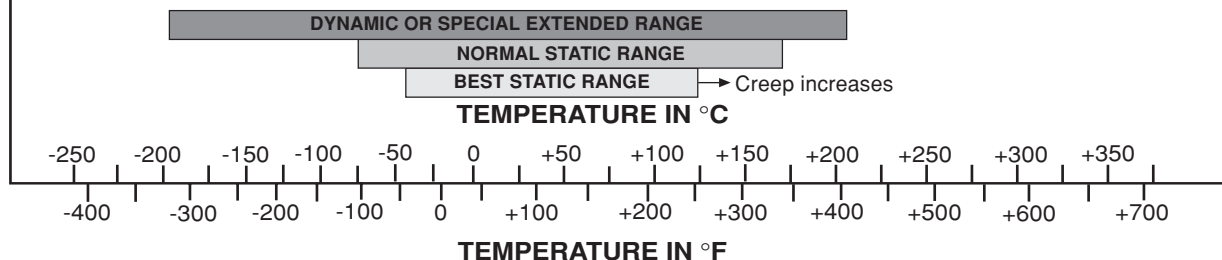 DYNAMIC OR SPECIAL EXTENDED RANGE
NORMAL STATIC RANGE
BEST STATIC RANGE
Creep increases
TEMPERATURE IN °C
-250 -200 -150 -100 -50 0 +50 +100 +150 +200 +250 +300 +350
-400 -300 -200 -100 0 +100 +200 +300 +400 +500 +600 +700
TEMPERATURE IN °F